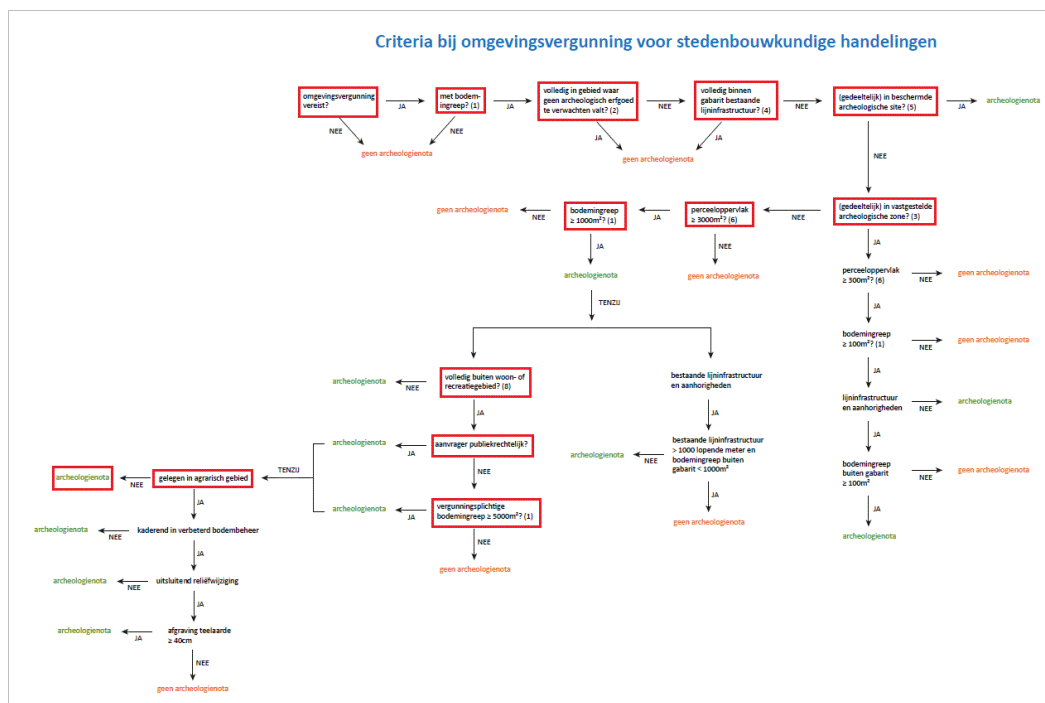 Criteria bij omgevingsvergunning voor stedenbouwkundige handelingen
omgevingsvergunning
vereist?
JA
NEE
met bodem-
ingreep? (1)
JA
NEE
geen archeologienota
volledig in gebied waar
geen archeologisch erfgoed
te verwachten valt? (2)
NEE
JA
volledig binnen
gabarit bestaande
lijninfrastructuur? (4)
NEE
JA
geen archeologienota
(gedeeltelijk) in beschermde
archeologische site? (5)
JA
archeologienota
NEE
(gedeeltelijk) in vastgestelde
archeologische zone? (3)
NEE
JA
perceeloppervlak
≥ 3000m²? (6)
JA
NEE
geen archeologienota
bodemingreep
≥ 1000m²? (1)
NEE
geen archeologienota
JA
archeologienota
TENZIJ
perceeloppervlak
≥ 300m²? (6)
NEE
geen archeologienota
JA
bodemingreep
≥ 100m²? (1)
NEE
geen archeologienota
JA
lijninfrastructuur
en aanhorigheden
NEE
archeologienota
JA
bodemingreep
buiten gabarit
≥ 100m²
NEE
geen archeologienota
JA
archeologienota
volledig buiten woon- of
recreatiegebied? (8)
NEE
archeologienota
JA
aanvrager publiekrechtelijk?
JA
archeologienota
NEE
vergunningsplichtige
bodemingreep ≥ 5000m²? (1)
JA
archeologienota
NEE
geen archeologienota
bestaande lijninfrastructuur
en aanhorigheden
JA
bestaande lijninfrastructuur
> 1000 lopende meter en
bodemingreep buiten
gabarit < 1000m²
NEE
archeologienota
JA
geen archeologienota
TENZIJ
gelegen in agrarisch gebied
NEE
archeologienota
JA
kaderend in verbeterd bodembeheer
NEE
archeologienota
JA
uitsluitend reliëfwijziging
NEE
archeologienota
JA
afgraving teelaarde
≥ 40cm
JA
archeologienota
NEE
geen archeologienota